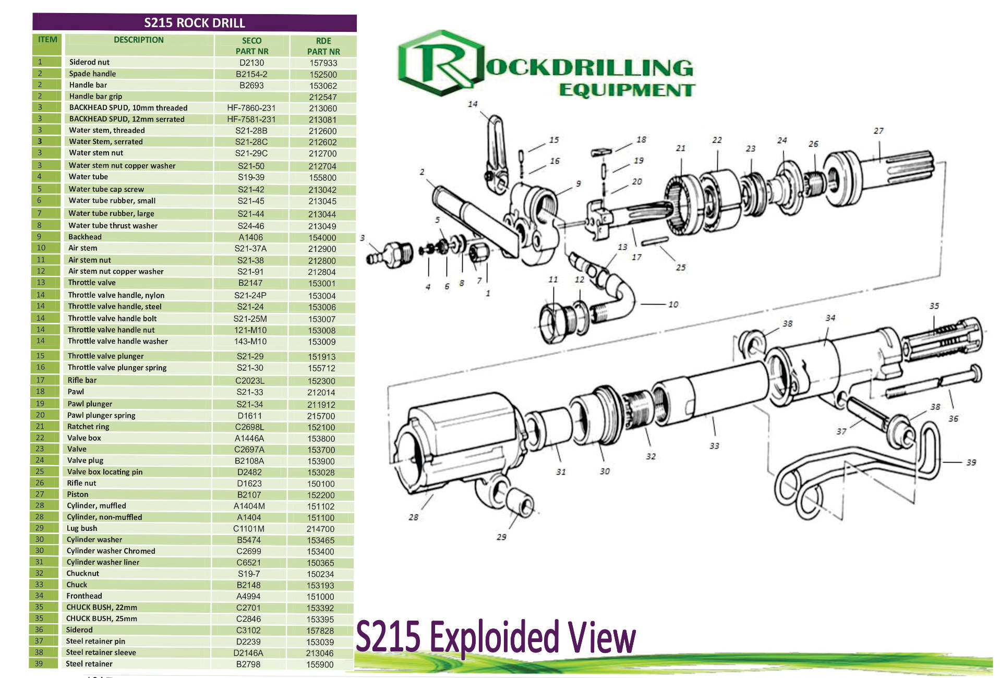 S215 ROCK DRILL
ITEM DESCRIPTION SECO PART NR RDE PART NR
1 Siderod nut D2130 157933
2 Spade handle B2154-2 152500
2 Handle bar B2693 153062
2 Handle bar grip 212547
3 BACKHEAD SPUD, 10mm threaded HF-7860-231 213060
3 BACKHEAD SPUD, 12mm serrated HF-7581-231 213081
3 Water stem, threaded S21-28B 212600
3 Water Stem, serrated S21-28C 212602
3 Water stem nut S21-29C 212700
3 Water stem nut copper washer S21-50 212704
4 Water tube S19-39 155800
5 Water tube cap screw S21-42 213042
6 Water tube rubber, small S21-45 213045
7 Water tube rubber, large S21-44 213044
8 Water tube thrust washer S24-46 213049
9 Backhead A1406 154000
10 Air stem S21-37A 212900
11 Air stem nut S21-38 212800
12 Air stem nut copper washer S21-91 212804
13 Throttle valve B2147 153001
14 Throttle valve handle, nylon S21-24P 153004
14 Throttle valve handle, steel S21-24 153006
14 Throttle valve handle bolt S21-25M 153007
14 Throttle valve handle nut 121-M10 153008
14 Throttle valve handle washer 143-M10 153009
15 Throttle valve plunger S21-29 151913
16 Throttle valve plunger spring S21-30 155712
17 Rifle bar C2023L 152300
18 Pawl S21-33 212014
19 Pawl plunger S21-34 211912
20 Pawl plunger spring D1611 215700
21 Ratchet ring C2698L 152100
22 Valve box A1446A 153800
23 Valve C2697A 153700
24 Valve plug B2108A 153900
25 Valve box locating pin D2482 153028
26 Rifle nut D1623 150100
27 Piston B2107 152200
28 Cylinder, muffled A1404M 151102
28 Cylinder, non-muffled A1404 151100
29 Lug bush C1101M 214700
30 Cylinder washer B5474 153465
30 Cylinder washer Chromed C2699 153400
31 Cylinder washer liner C6521 150365
32 Chucknut S19-7 150234
33 Chuck B2148 153193
34 Fronthead A4994 151000
35 CHUCK BUSH, 22mm C2701 153392
35 CHUCK BUSH, 25mm C2846 153395
36 Siderod C3102 157828
37 Steel retainer pin D2239 153039
38 Steel retainer sleeve D2146A 213046
39 Steel retainer B2798 155900
ROCKDRILLING
EQUIPMENT
14
15
16
2
9
18
19
20
21
22
23
24
26
27
3
5
4
6
8
7
1
13
17
25
11
12
10
38
34
35
38
36
37
39
33
32
30
31
28
29
S215 Exploided View